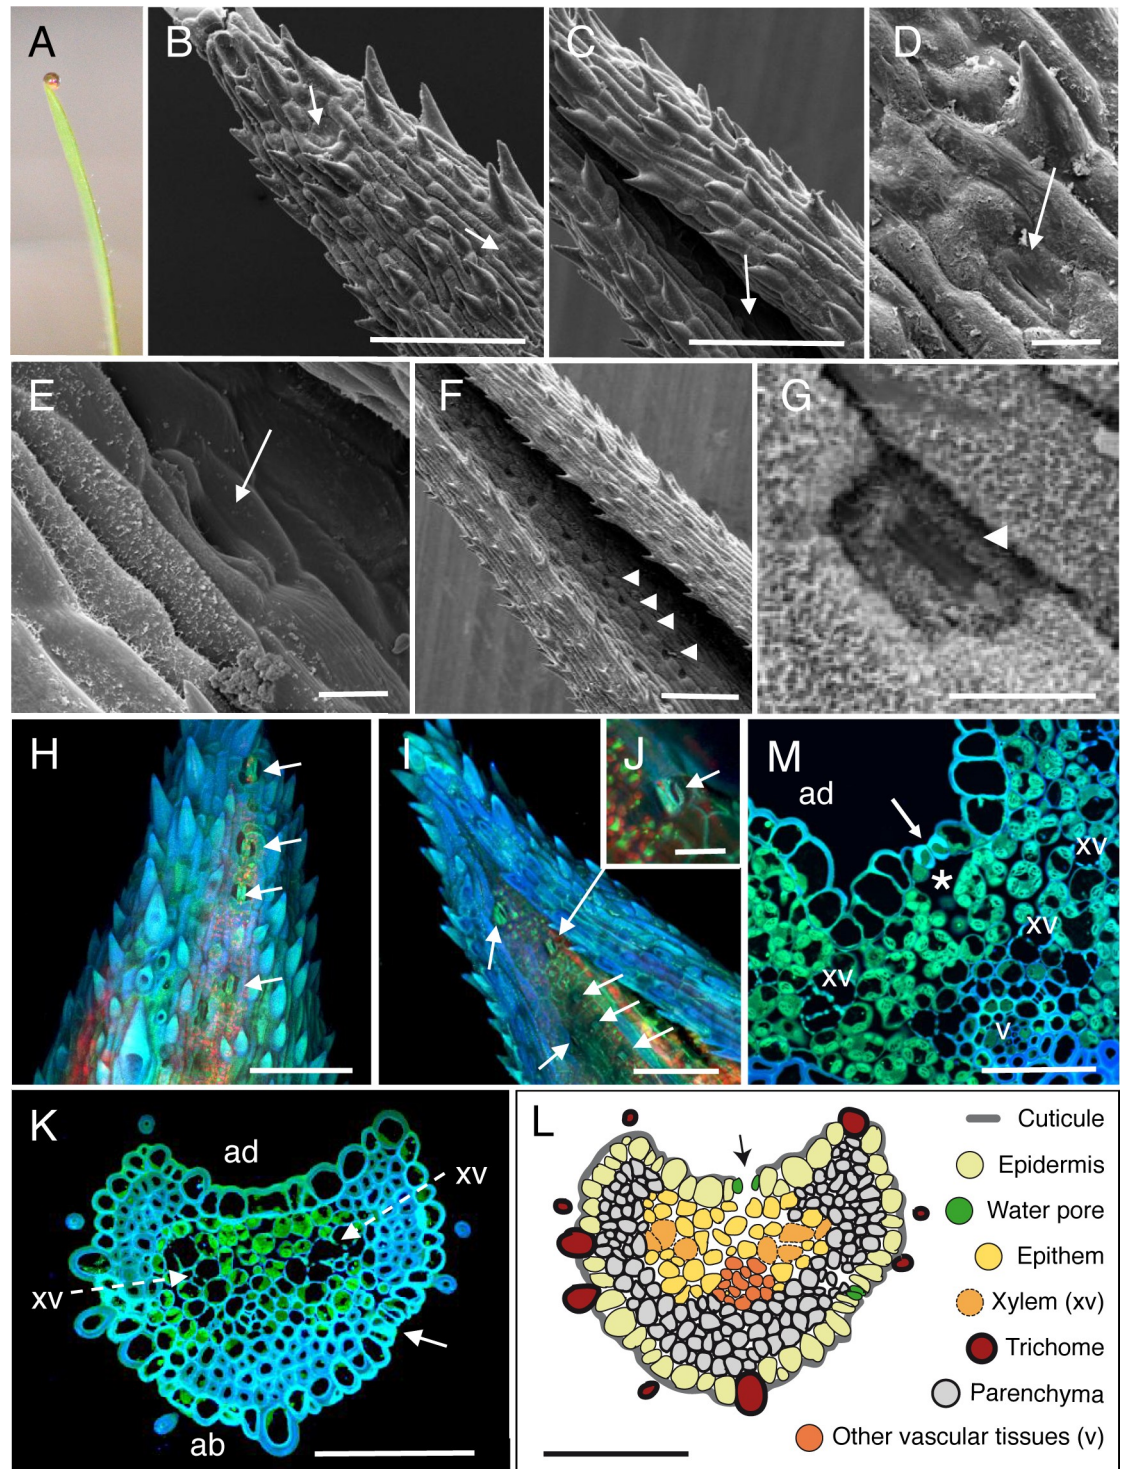 A
B
C
D
E
F
G
H
I
J
M
ad
*
xv
xv
xv
v
K
ad
xv
xv
ab
L
Cuticule
Epidermis
Water pore
Epithem
Xylem (xv)
Trichome
Parenchyma
Other vascular tissues (v)